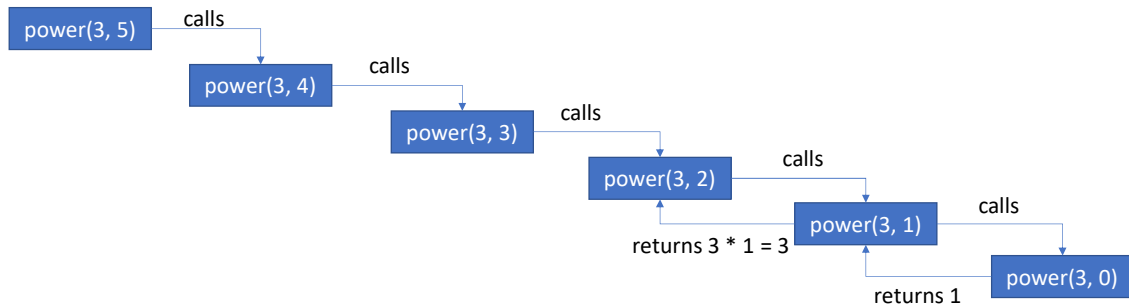 power(3, 5)
calls
power(3, 4)
calls
power(3, 3)
calls
power(3, 2)
calls
power(3, 1)
calls
returns 3 * 1 = 3
power(3, 0)
returns 1